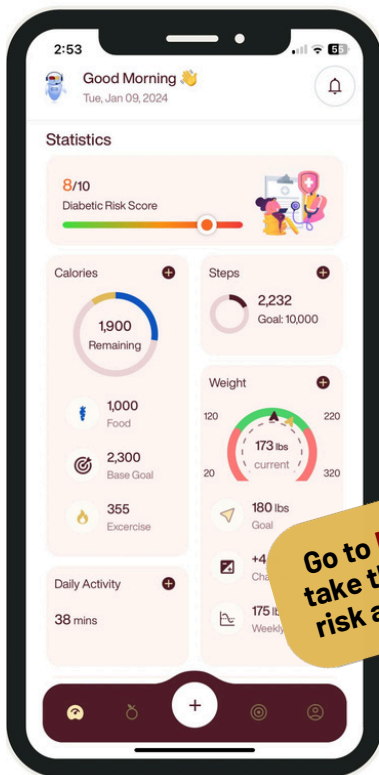 2:53
56
Good Morning 👋
Tue, Jan 09, 2024
Statistics
8/10
Diabetic Risk Score
Calories
1,900
Remaining
1,000
Food
2,300
Base Goal
355
Excercise
Steps
2,232
Goal: 10,000
Weight
120
220
173 lbs
current
20
320
180 lbs
Goal
+4
175
Weekly
Daily Activity
38 mins
Go to
take
risk